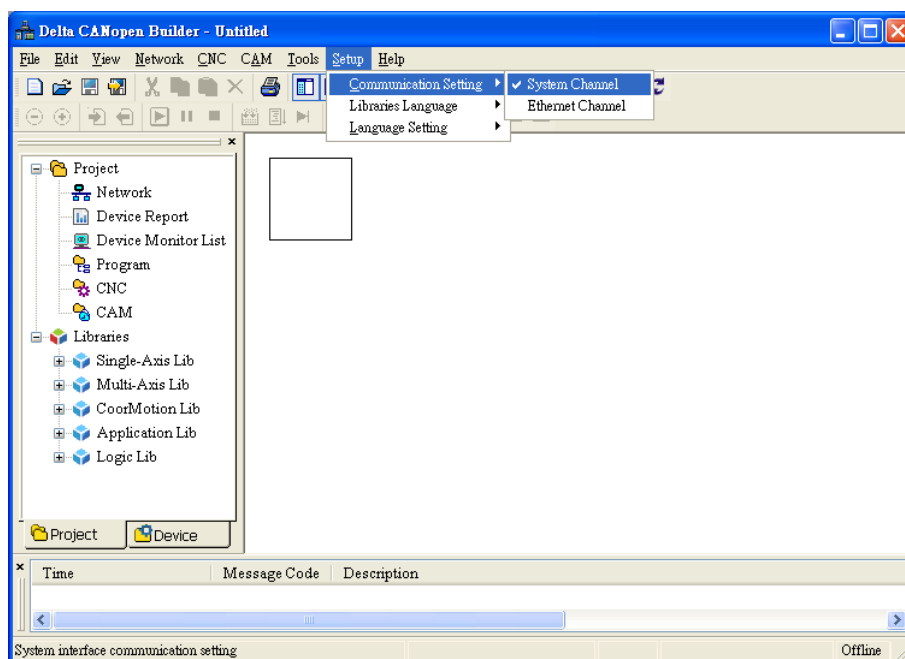 Delta CANopen Builder - Untitled
File Edit View Network CNC CAM Tools Setup Help
Communication Setting
System Channel
Libraries Language
Ethernet Channel
Language Setting
Project
Network
Device Report
Device Monitor List
Program
CNC
CAM
Libraries
Single-Axis Lib
Multi-Axis Lib
CoorMotion Lib
Application Lib
Logic Lib
Project Device
Time Message Code Description
System interface communication setting Offline